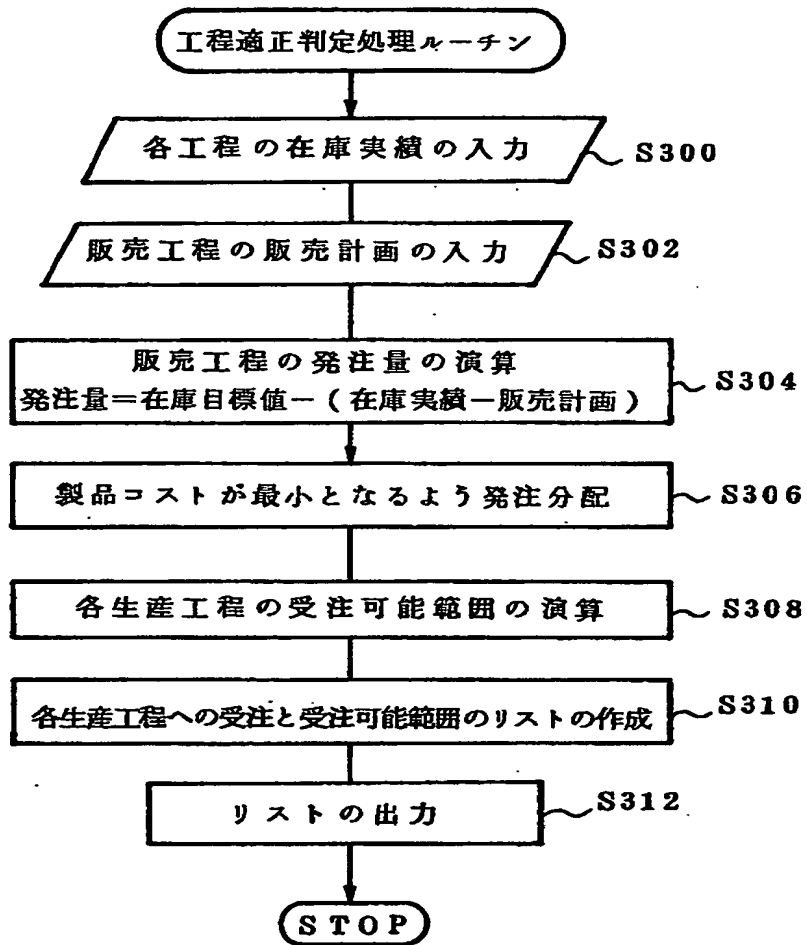 工程適正判定処理ルーチン
各工程の在庫実績の入力
S300
販売工程の販売計画の入力
S302
販売工程の発注量の演算
発注量=在庫目標値-(在庫実績-販売計画)
S304
製品コストが最小となるよう発注分配
S306
各生産工程の受注可能範囲の演算
S308
各生産工程への受注と受注可能範囲のリストの作成
S310
リストの出力
S312
STOP